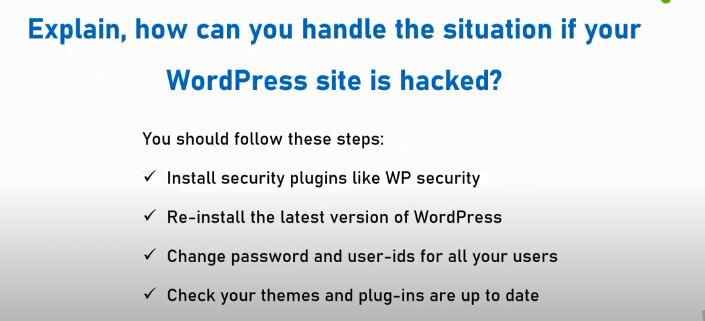 Explain, how can you handle the situation if your
WordPress site is hacked?
You should follow these steps:
✓ Install security plugins like WP security
✓ Re-install the latest version of WordPress
✓ Change password and user-ids for all your users
✓ Check your themes and plug-ins are up to date